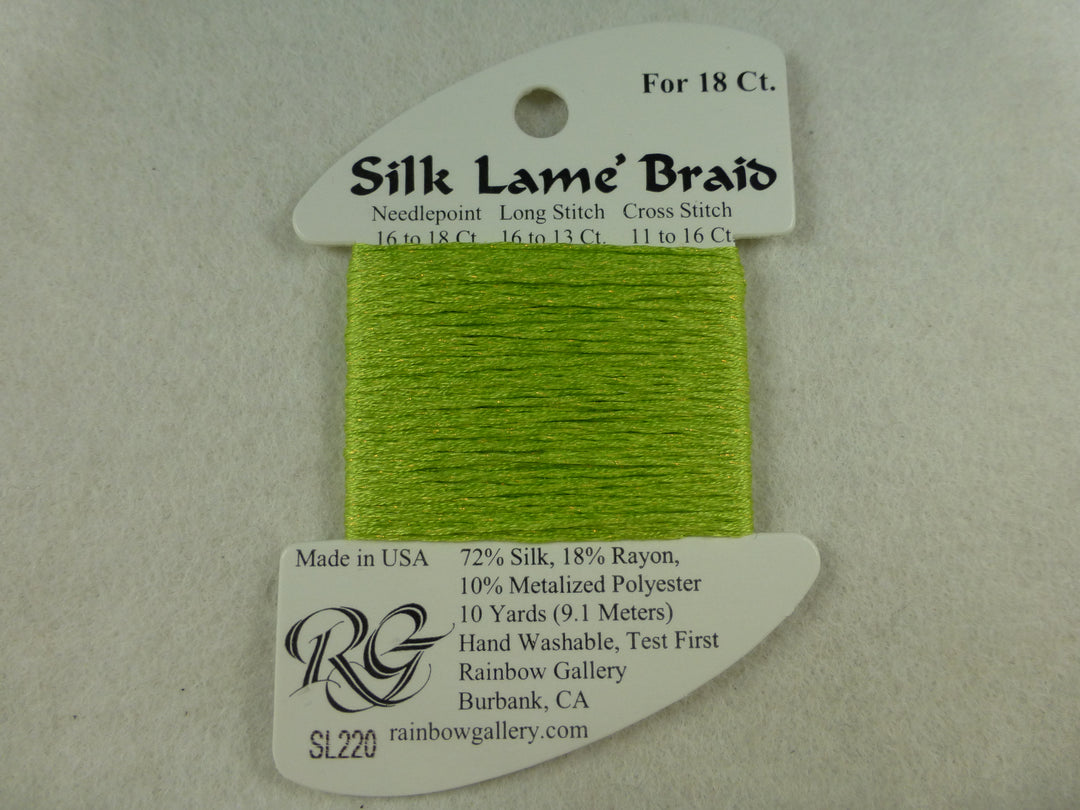 For 18 Ct.
Silk Lame' Braid
Needlepoint Long Stitch Cross Stitch
16 to 18 Ct. 16 to 13 Ct. 11 to 16 Ct.
Made in USA
72% Silk, 18% Rayon,
10% Metalized Polyester
10 Yards (9.1 Meters)
Hand Washable, Test First
Rainbow Gallery
Burbank, CA
RG
SL220
rainbowgallery.com